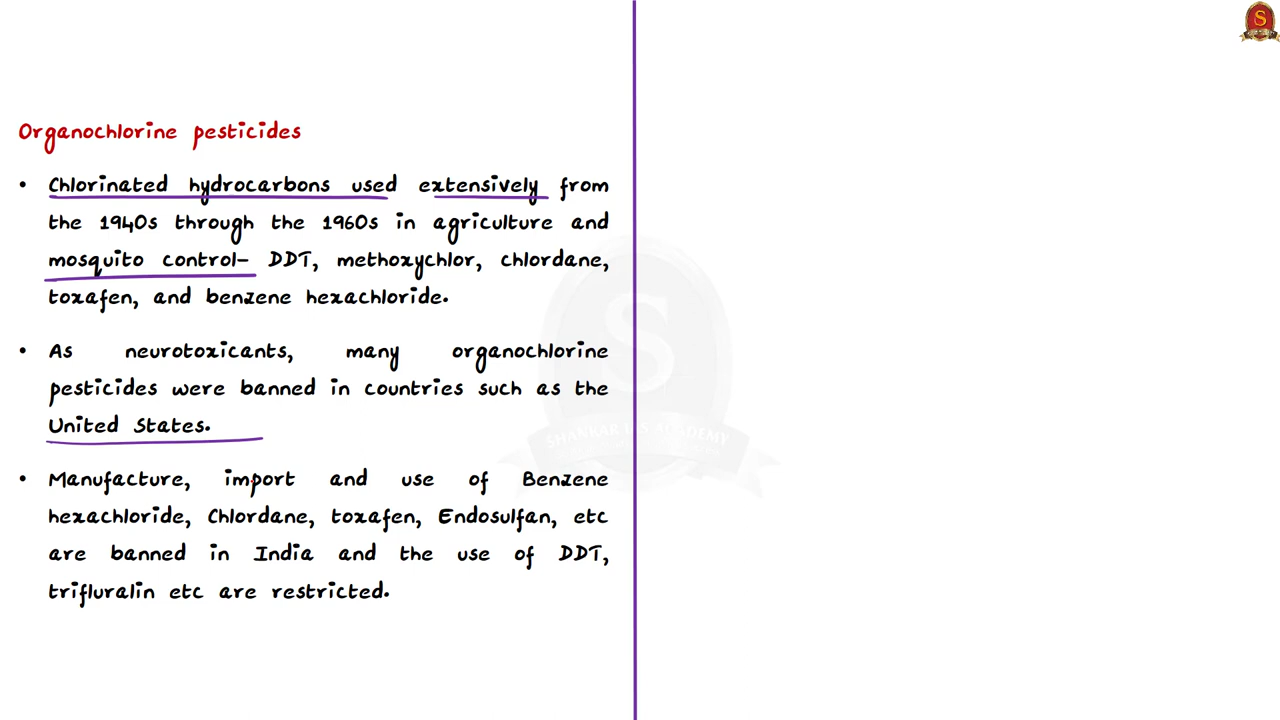 Organochlorine pesticides
• Chlorinated hydrocarbons used extensively from
the 1940s through the 1960s in agriculture and
mosquito control- DDT, methoxychlor, chlordane,
toxafen, and benzene hexachloride.
• As neurotoxicants, many organochlorine
pesticides were banned in countries such as the
United States.
• Manufacture, import and use of Benzene
hexachloride, Chlordane, toxafen, Endosulfan, etc
are banned in India and the use of DDT,
trifluralin etc are restricted.
S
SHANKAR IAS ACADEMY
S